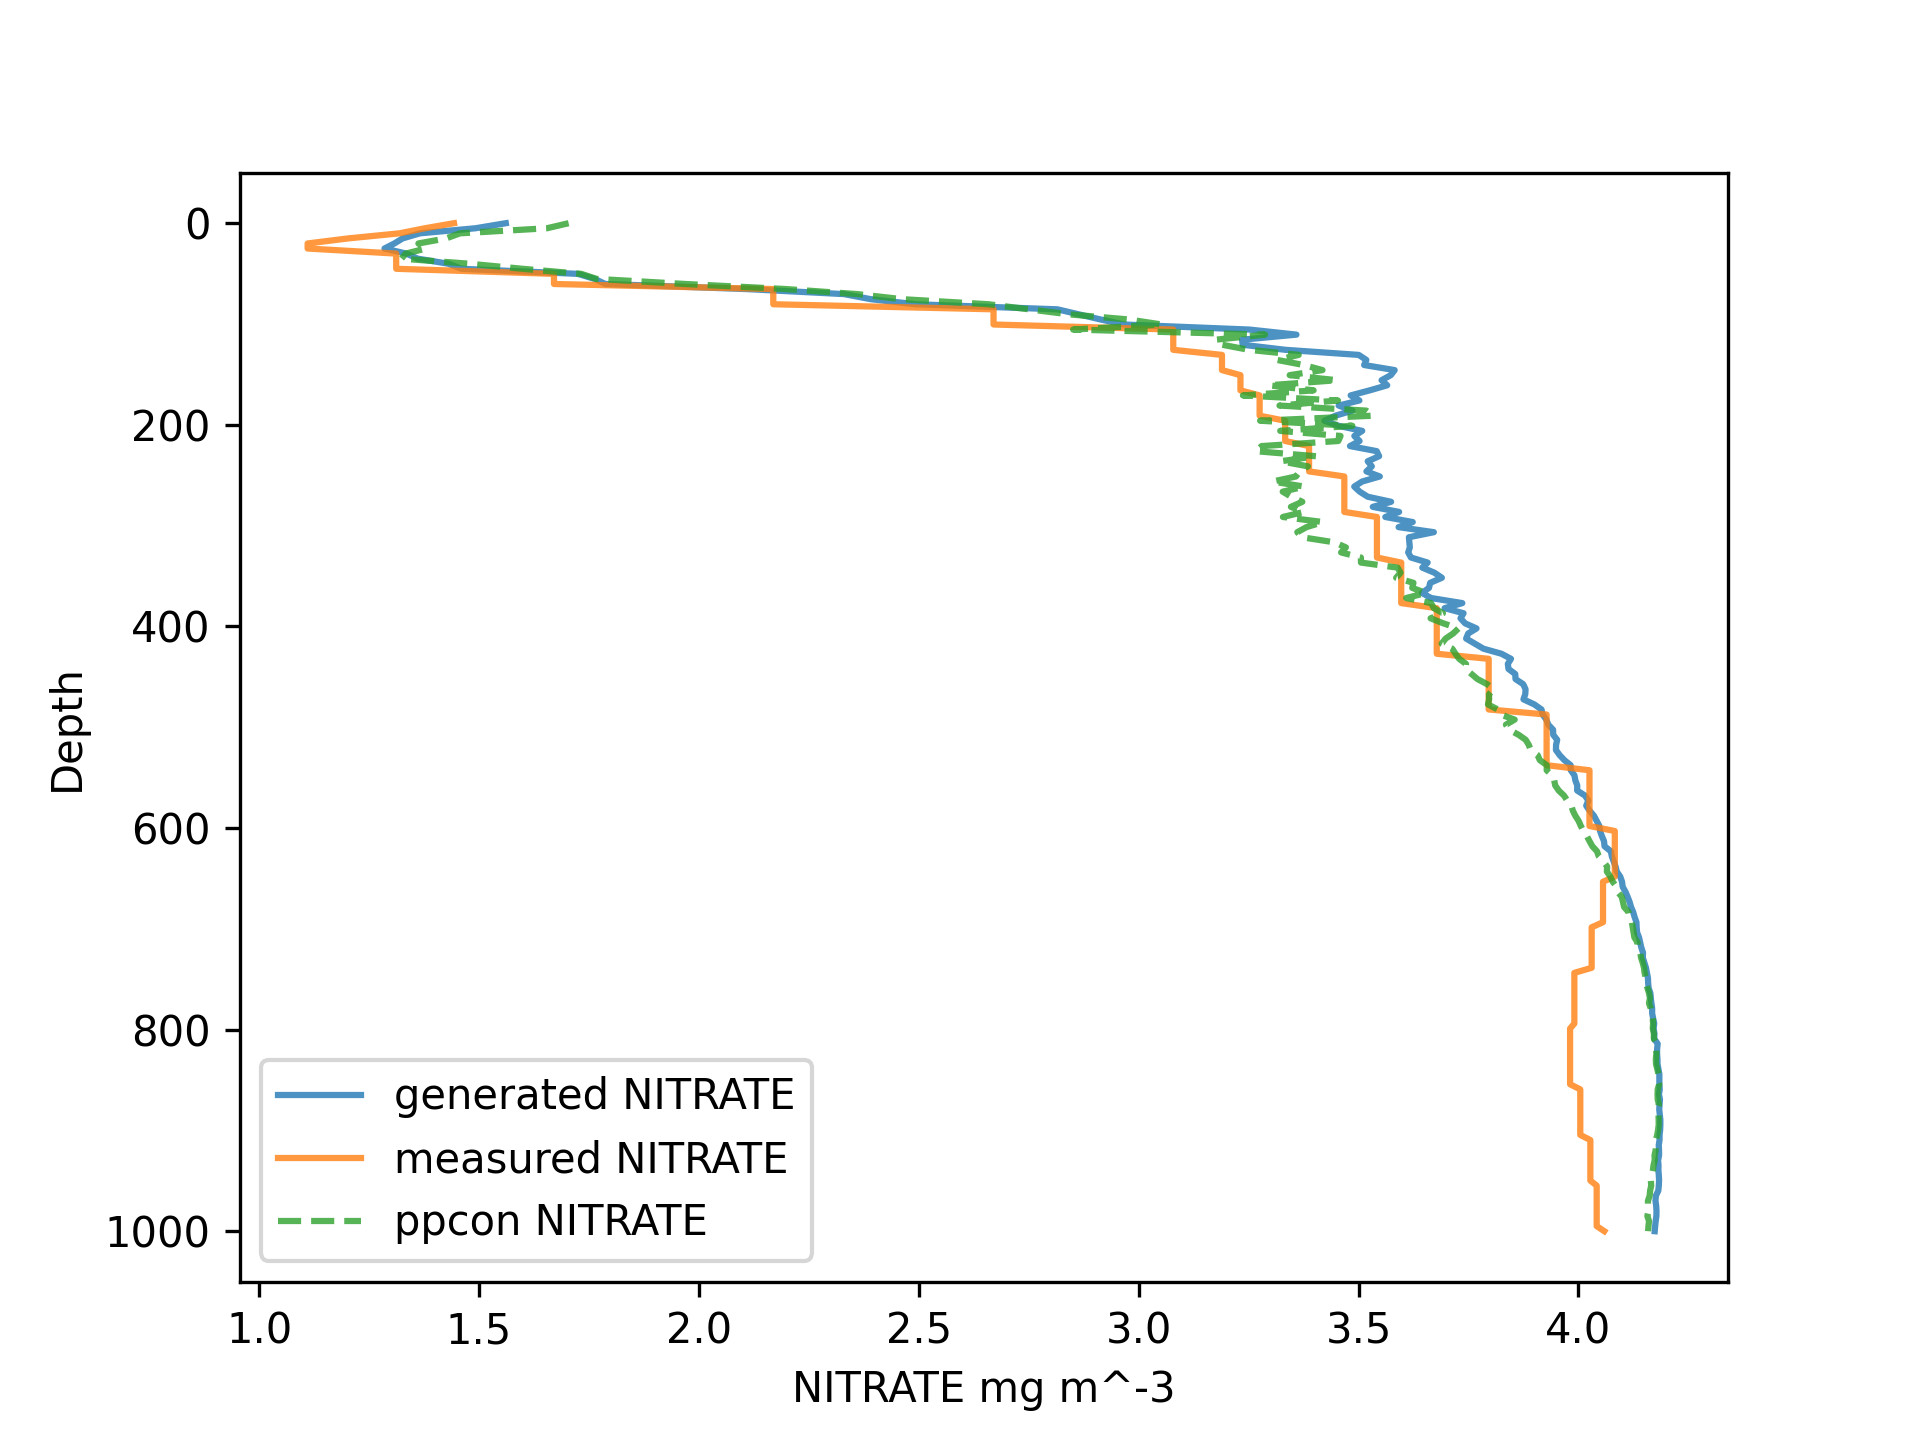 0
200
400
600
800
1000
Depth
generated NITRATE
measured NITRATE
ppcon NITRATE
1.0 1.5 2.0 2.5 3.0 3.5 4.0
NITRATE mg m^-3